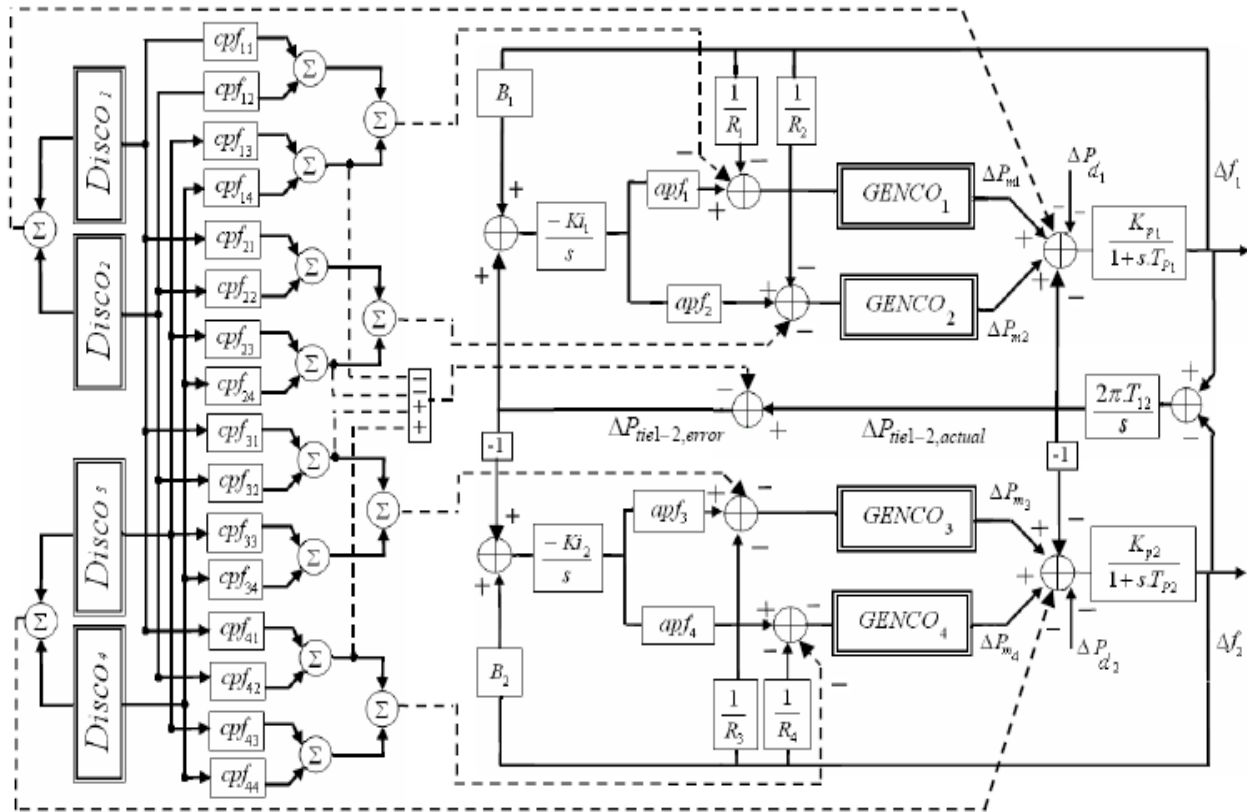 Disco 1
Disco 2
Disco 3
Disco 4
cpf11
cpf12
cpf13
cpf14
cpf21
cpf22
cpf23
cpf24
cpf31
cpf32
cpf33
cpf34
cpf41
cpf42
cpf43
cpf44
Σ
Σ
Σ
Σ
Σ
Σ
Σ
Σ
Σ
Σ
Σ
Σ
Σ
Σ
−
−
+
+
B1
1/R1
1/R2
+
+
−Ki1/s
apf1
apf2
−
−
+
+
−
−
GENCO1
GENCO2
ΔPm1
ΔPm2
ΔPd1
−
−
+
+
−
Kp1/1+s.TP1
Δf1
−
+
ΔPtie1−2,error
ΔPtie1−2,actual
2π.T12/s
+
−
-1
-1
+
+
−Ki2/s
apf3
apf4
+
−
−
+
−
−
−
GENCO3
GENCO4
ΔPm3
ΔPm4
+
+
−
−
−
ΔPd2
Kp2/1+s.TP2
Δf2
B2
1/R3
1/R4